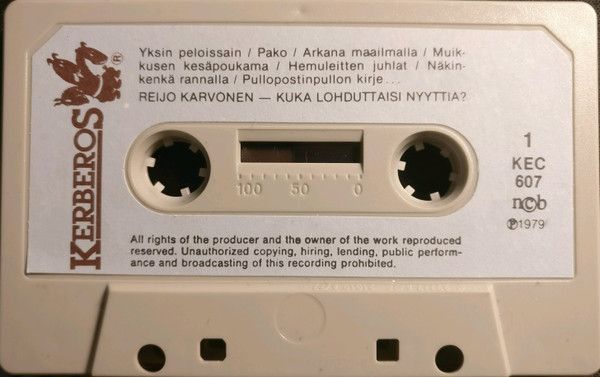 Yksin peloissain / Pako / Arkana maailmalla / Muik-
kusen kesäpoukama / Hemuleitten juhlat / Näkin-
kenkä rannalla / Pullopostinpullon kirje...
REIJO KARVONEN — KUKA LOHDUTTAISI NYYTTIA?
KERBEROS ®
1
KEC
607
ncb
℗1979
100 50 0
All rights of the producer and the owner of the work reproduced
reserved. Unauthorized copying, hiring, lending, public perform-
ance and broadcasting of this recording prohibited.